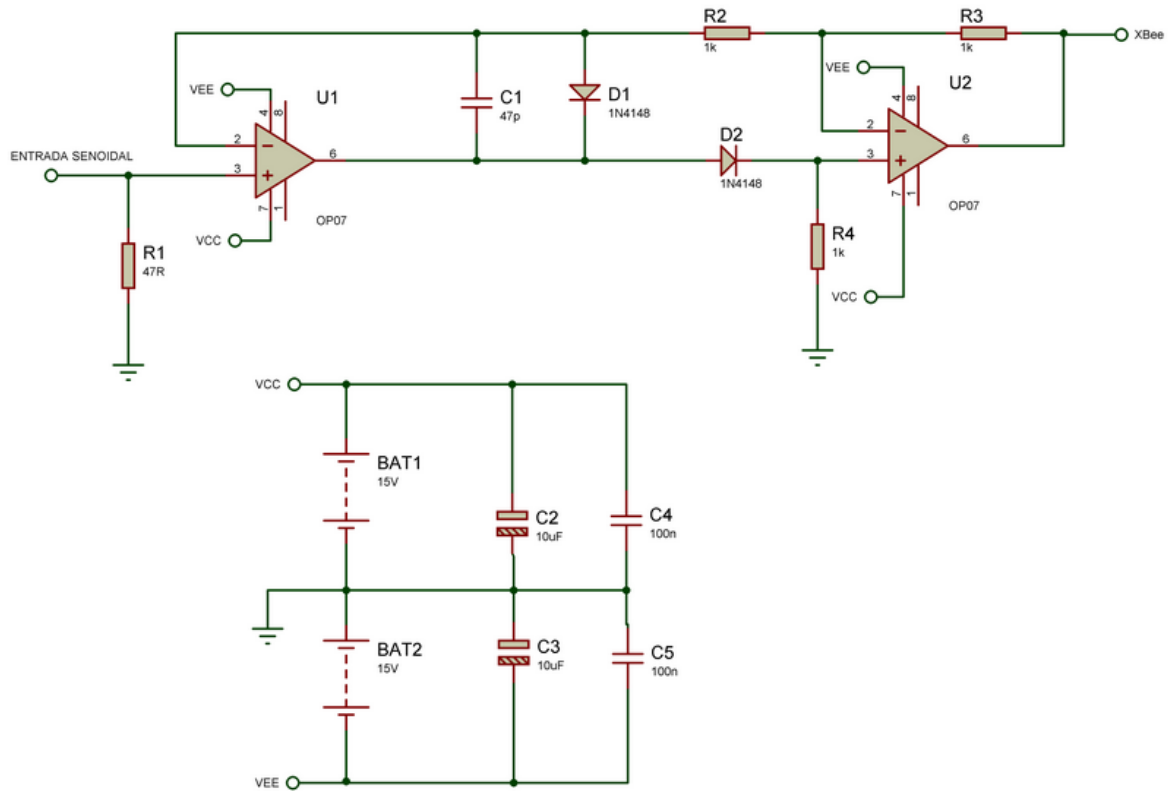 R2
1k
R3
1k
XBee
VEE
4
8
U1
C1
47p
D1
1N4148
VEE
4
8
U2
2
6
3
7
1
OP07
ENTRADA SENOIDAL
VCC
R1
47R
D2
1N4148
2
6
3
7
1
OP07
R4
1k
VCC
VCC
BAT1
15V
C2
10uF
C4
100n
BAT2
15V
C3
10uF
C5
100n
VEE